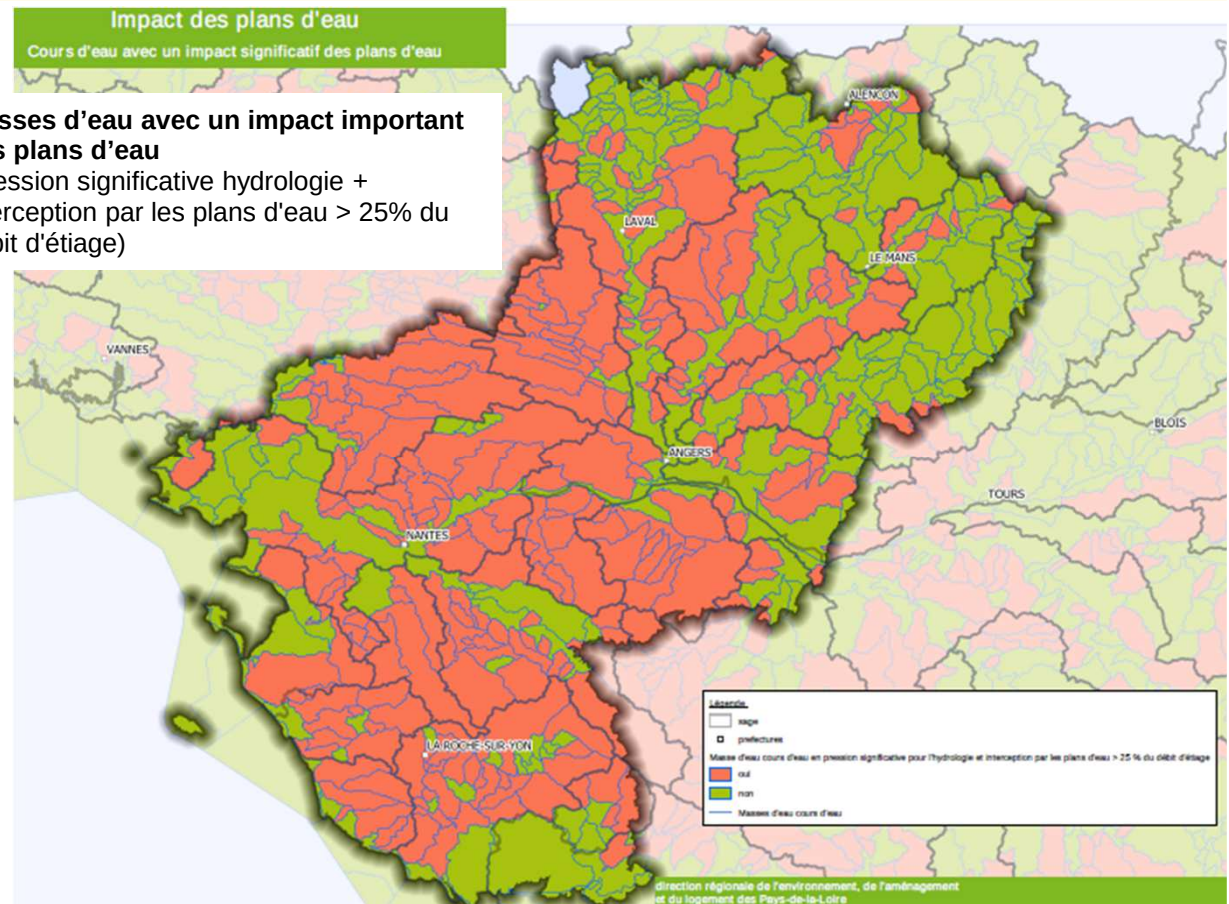 Impact des plans d'eau
Cours d'eau avec un impact significatif des plans d'eau
sses d’eau avec un impact important
s plans d’eau
ession significative hydrologie +
erception par les plans d'eau > 25% du
it d'étiage)
ALENCON
LAVAL
LE MANS
VANNES
BLOIS
ANGERS
TOURS
NANTES
LA ROCHE-SUR-YON
Légende
sage
prefectures
Masse d'eau cours d'eau en pression significative pour l'hydrologie et interception par les plans d'eau > 25 % du débit d'étiage
oui
non
Masses d'eau cours d'eau
direction régionale de l'environnement, de l'aménagement
et du logement des Pays-de-la-Loire